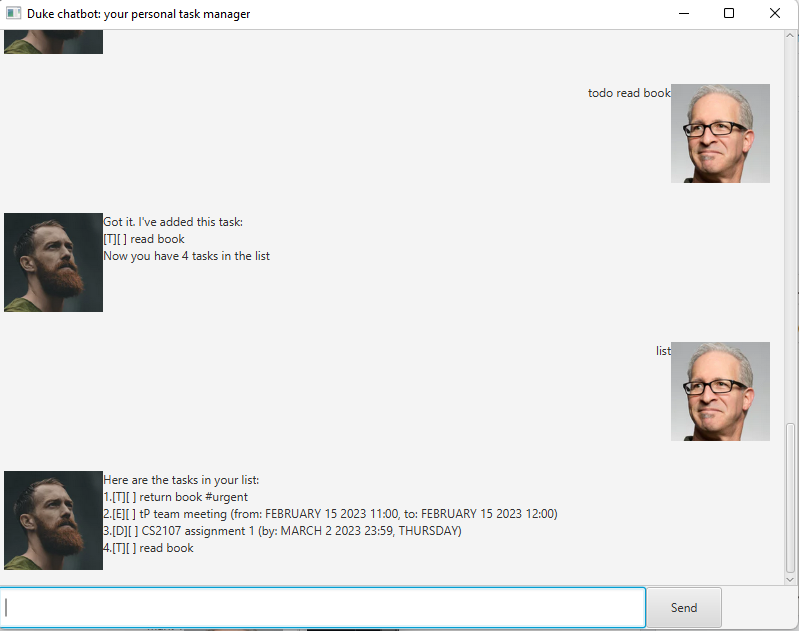 Duke chatbot: your personal task manager
todo read book
Got it. I've added this task:
[T][ ] read book
Now you have 4 tasks in the list
list
Here are the tasks in your list:
1.[T][ ] return book #urgent
2.[E][ ] tP team meeting (from: FEBRUARY 15 2023 11:00, to: FEBRUARY 15 2023 12:00)
3.[D][ ] CS2107 assignment 1 (by: MARCH 2 2023 23:59, THURSDAY)
4.[T][ ] read book
Send